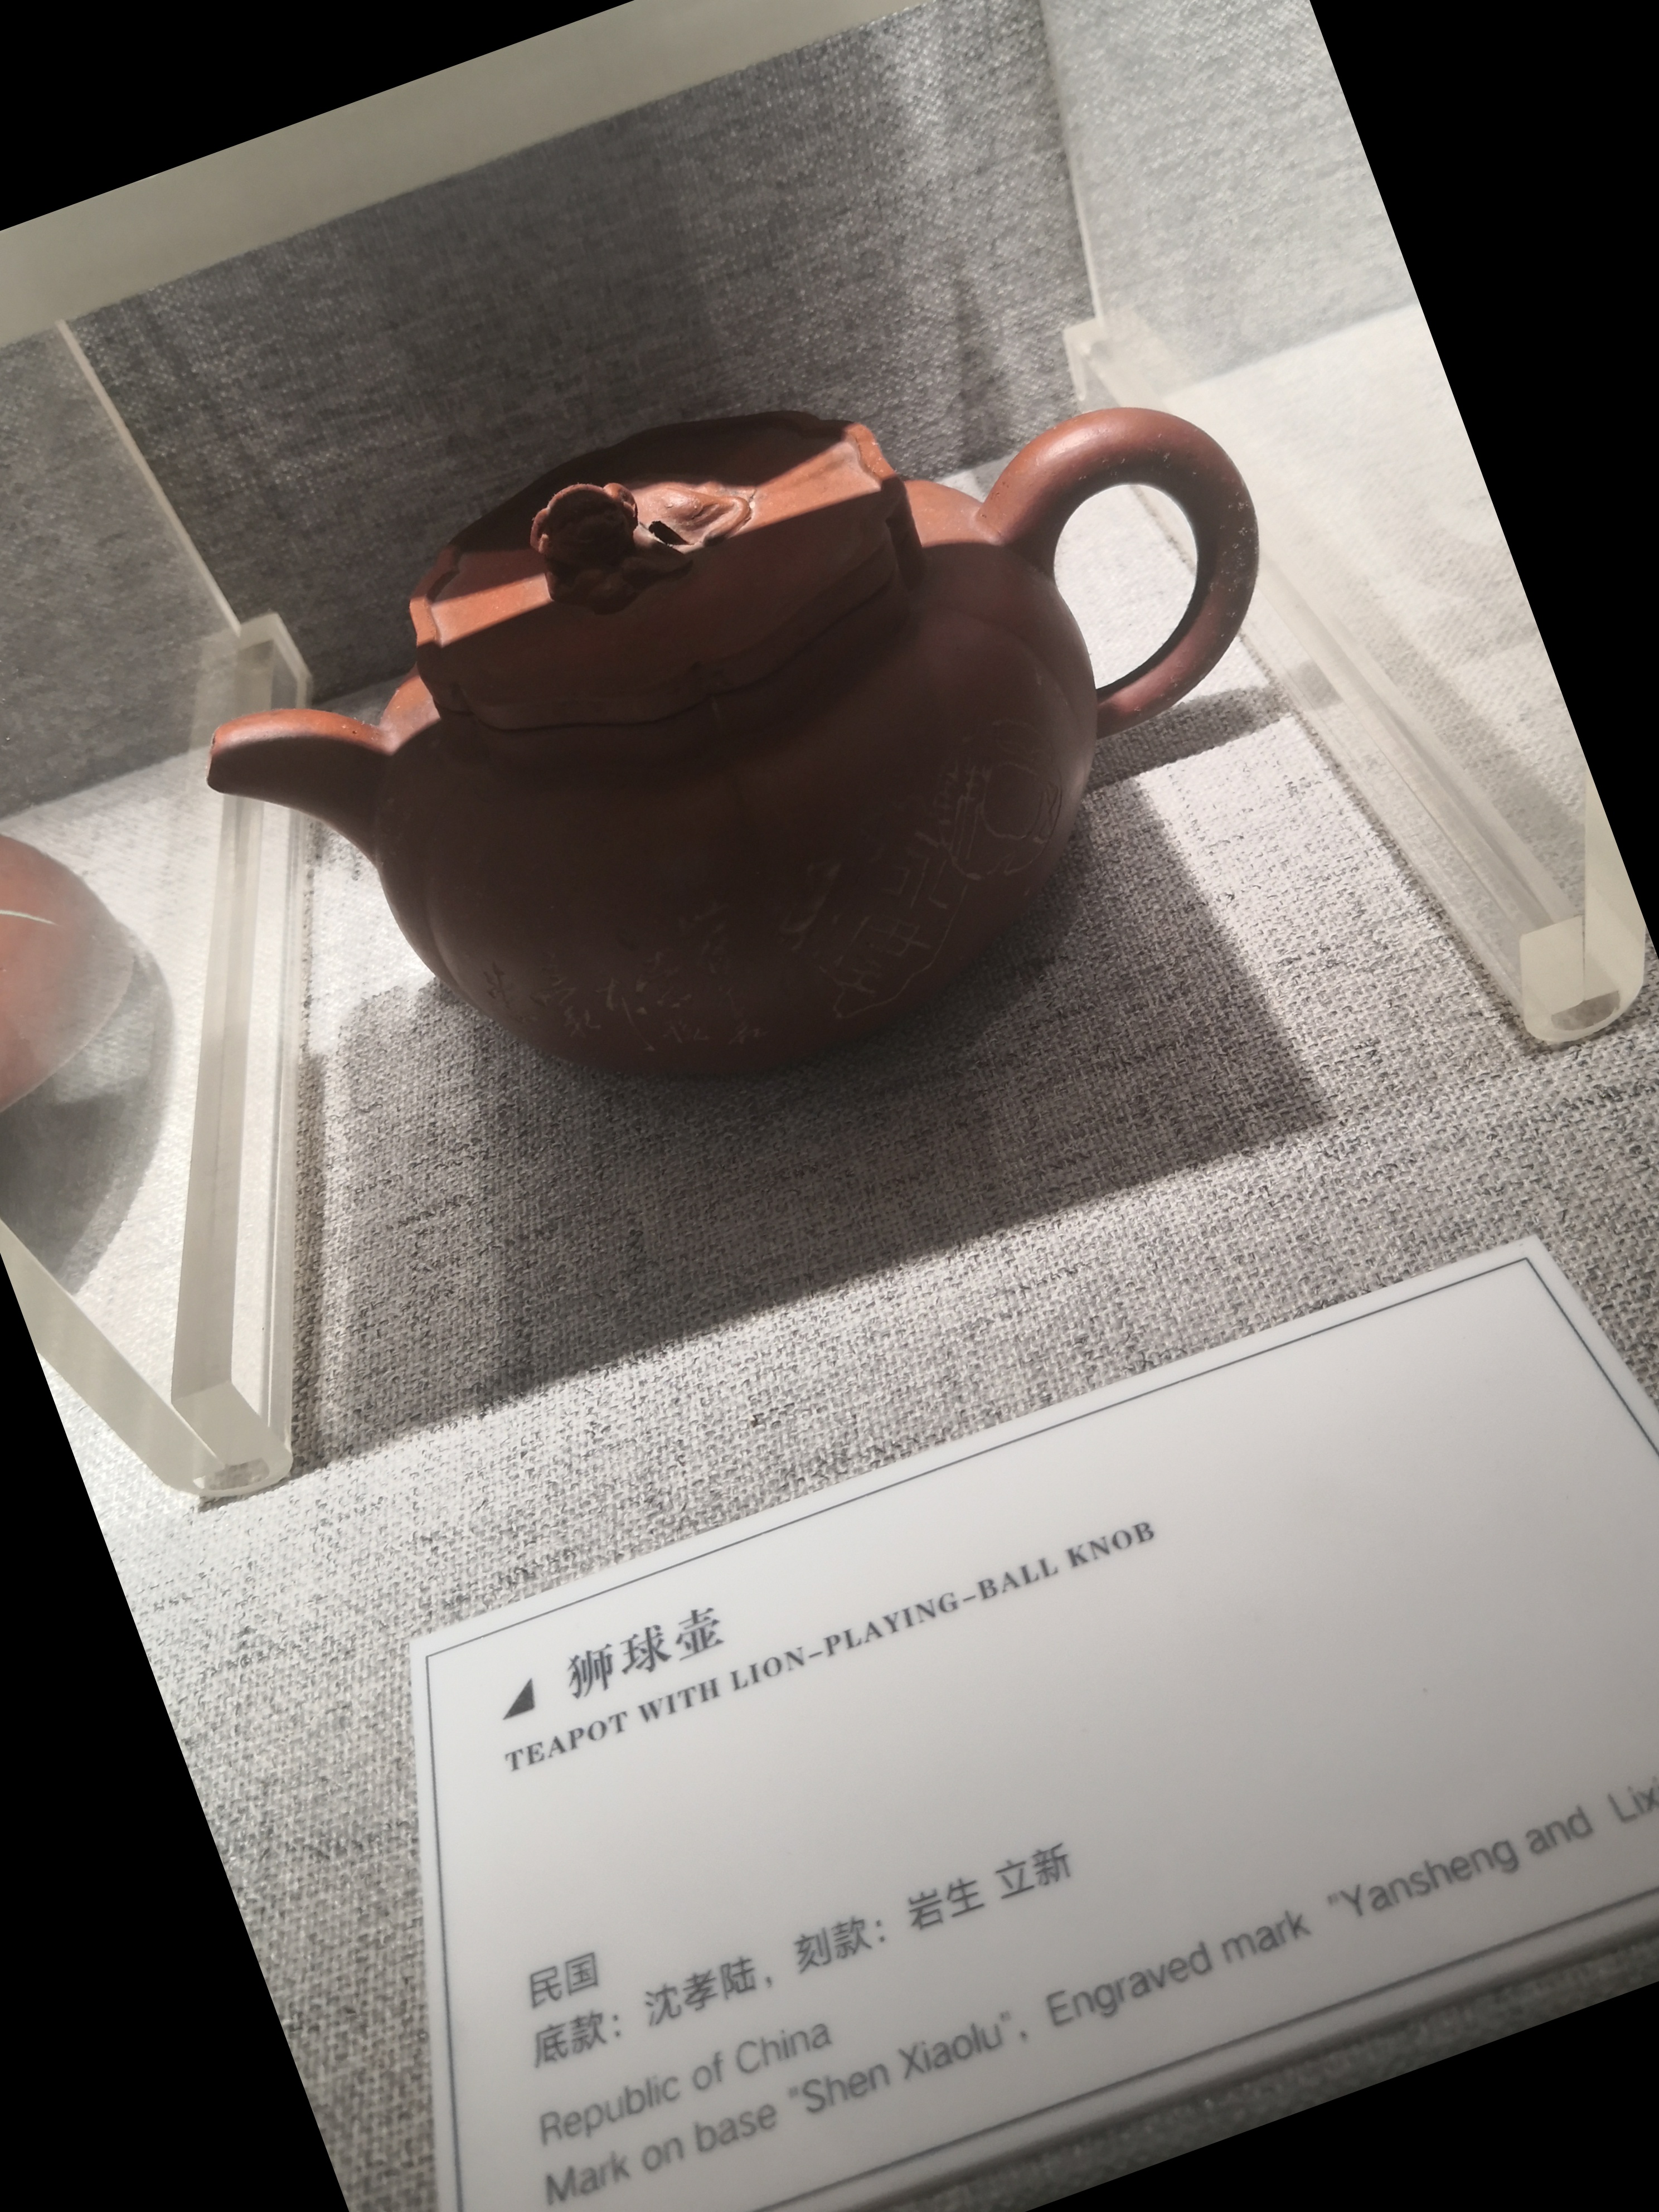 狮球壶
TEAPOT WITH LION-PLAYING-BALL KNOB
民国
底款：沈孝陆，刻款：岩生 立新
Republic of China
Mark on base "Shen Xiaolu", Engraved mark "Yansheng and